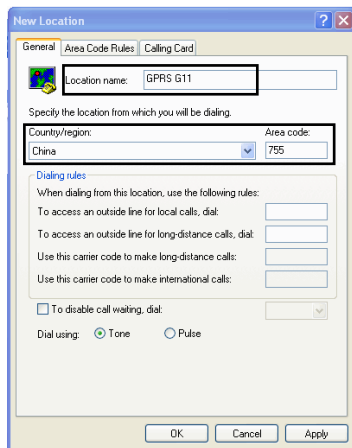 New Location
General Area Code Rules Calling Card
Location name: GPRS G11
Specify the location from which you will be dialing.
Country/region: Area code:
China 755
Dialing rules
When dialing from this location, use the following rules:
To access an outside line for local calls, dial:
To access an outside line for long-distance calls, dial:
Use this carrier code to make long-distance calls:
Use this carrier code to make international calls:
To disable call waiting, dial:
Dial using: Tone Pulse
OK Cancel Apply